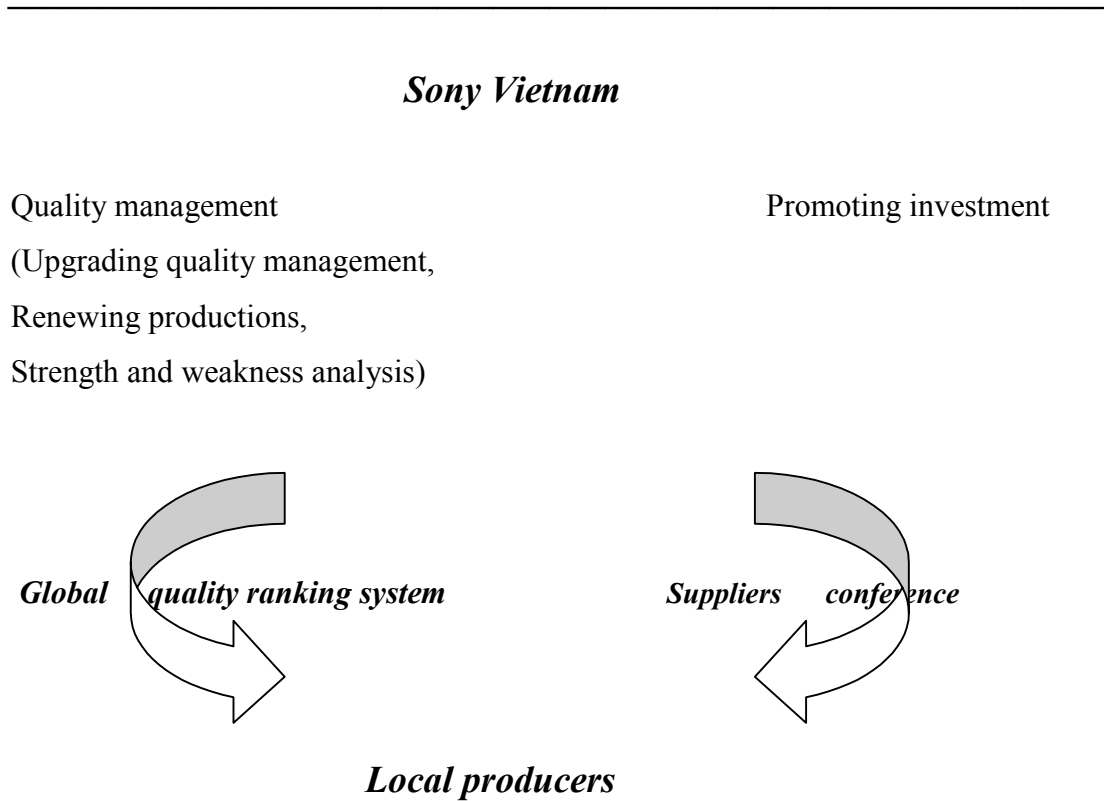 Sony Vietnam
Quality management Promoting investment
(Upgrading quality management,
Renewing productions,
Strength and weakness analysis)
Global quality ranking system Suppliers conference
Local producers